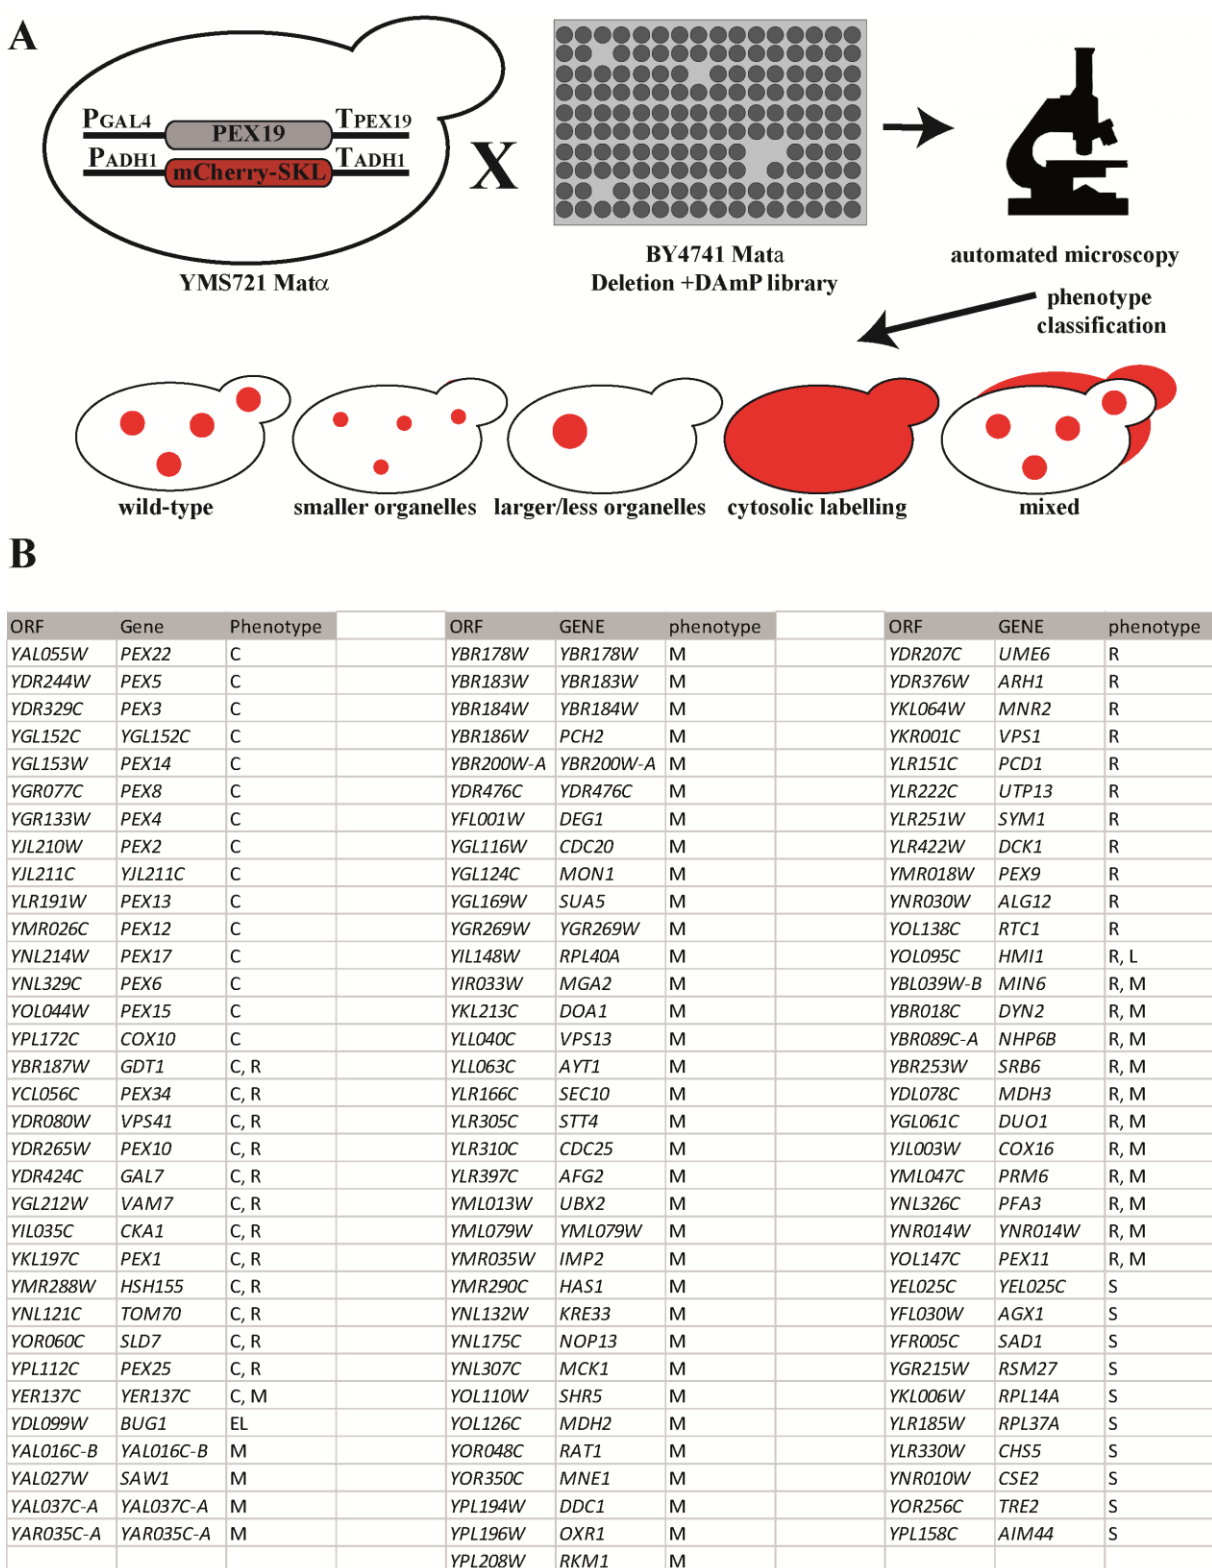 A
PGAL4 PEX19 TPEX19
PADH1 mCherry-SKL TADH1
X
YMS721 Matα
BY4741 Mata
Deletion +DAmP library
automated microscopy
phenotype
classification
wild-type smaller organelles larger/less organelles cytosolic labelling mixed
B
ORF Gene Phenotype ORF GENE phenotype ORF GENE phenotype
YAL055W PEX22 C YBR178W YBR178W M YDR207C UME6 R
YDR244W PEX5 C YBR183W YBR183W M YDR376W ARH1 R
YDR329C PEX3 C YBR184W YBR184W M YKL064W MNR2 R
YGL152C YGL152C C YBR186W PCH2 M YKR001C VPS1 R
YGL153W PEX14 C YBR200W-A YBR200W-A M YLR151C PCD1 R
YGR077C PEX8 C YDR476C YDR476C M YLR222C UTP13 R
YGR133W PEX4 C YFL001W DEG1 M YLR251W SYM1 R
YJL210W PEX2 C YGL116W CDC20 M YLR422W DCK1 R
YJL211C YJL211C C YGL124C MON1 M YMR018W PEX9 R
YLR191W PEX13 C YGL169W SUA5 M YNR030W ALG12 R
YMR026C PEX12 C YGR269W YGR269W M YOL138C RTC1 R
YNL214W PEX17 C YIL148W RPL40A M YOL095C HMI1 R, L
YNL329C PEX6 C YIR033W MGA2 M YBL039W-B MIN6 R, M
YOL044W PEX15 C YKL213C DOA1 M YBR018C DYN2 R, M
YPL172C COX10 C YLL040C VPS13 M YBR089C-A NHP6B R, M
YBR187W GDT1 C, R YLL063C AYT1 M YBR253W SRB6 R, M
YCL056C PEX34 C, R YLR166C SEC10 M YDL078C MDH3 R, M
YDR080W VPS41 C, R YLR305C STT4 M YGL061C DUO1 R, M
YDR265W PEX10 C, R YLR310C CDC25 M YJL003W COX16 R, M
YDR424C GAL7 C, R YLR397C AFG2 M YML047C PRM6 R, M
YGL212W VAM7 C, R YML013W UBX2 M YNL326C PFA3 R, M
YIL035C CKA1 C, R YML079W YML079W M YNR014W YNR014W R, M
YKL197C PEX1 C, R YMR035W IMP2 M YOL147C PEX11 R, M
YMR288W HSH155 C, R YMR290C HAS1 M YEL025C YEL025C S
YNL121C TOM70 C, R YNL132W KRE33 M YFL030W AGX1 S
YOR060C SLD7 C, R YNL175C NOP13 M YFR005C SAD1 S
YPL112C PEX25 C, R YNL307C MCK1 M YGR215W RSM27 S
YER137C YER137C C, M YOL110W SHR5 M YKL006W RPL14A S
YDL099W BUG1 EL YOL126C MDH2 M YLR185W RPL37A S
YAL016C-B YAL016C-B M YOR048C RAT1 M YLR330W CHS5 S
YAL027W SAW1 M YOR350C MNE1 M YNR010W CSE2 S
YAL037C-A YAL037C-A M YPL194W DDC1 M YOR256C TRE2 S
YAR035C-A YAR035C-A M YPL196W OXR1 M YPL158C AIM44 S
YPL208W RKM1 M